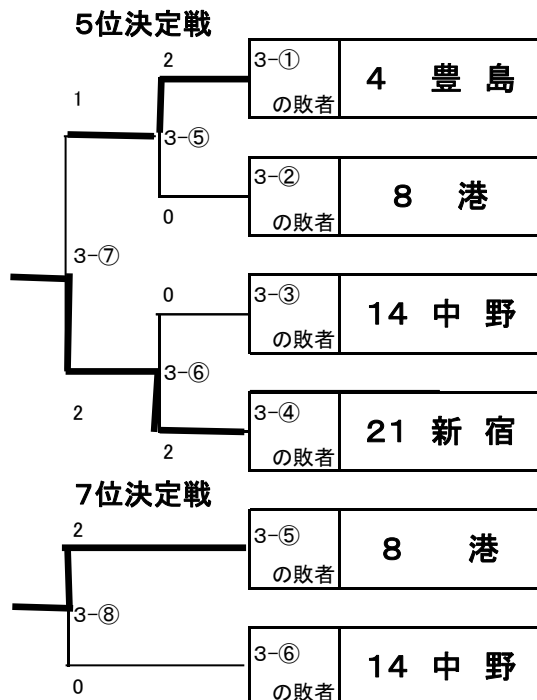 5位決定戦
2
3-①
の敗者
4 豊 島
1
3-⑤
3-②
の敗者
8 港
0
3-⑦
0
3-③
の敗者
14 中 野
3-⑥
3-④
の敗者
21 新 宿
2
2
7位決定戦
2
3-⑤
の敗者
8 港
3-⑧
3-⑥
の敗者
14 中 野
0